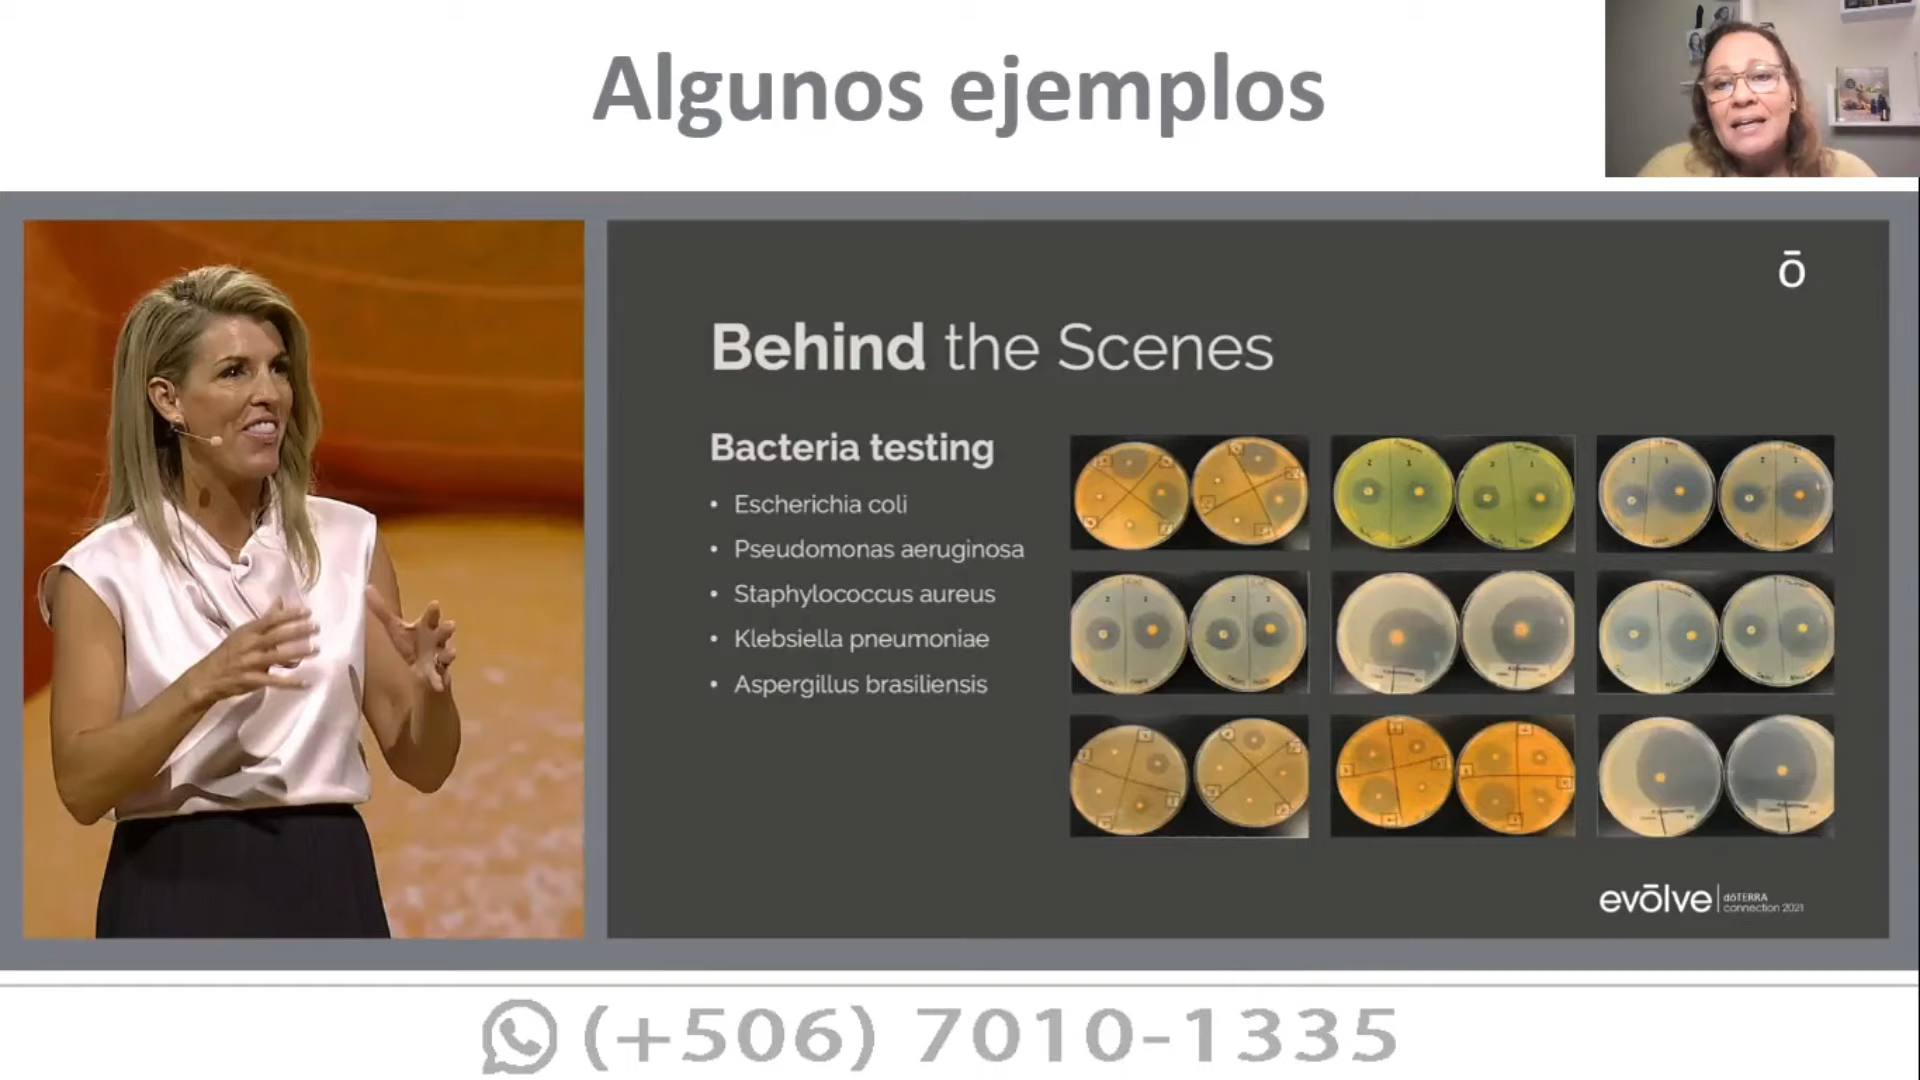 Algunos ejemplos
ō
Behind the Scenes
Bacteria testing
• Escherichia coli
• Pseudomonas aeruginosa
• Staphylococcus aureus
• Klebsiella pneumoniae
• Aspergillus brasiliensis
evōlve
dōTERRA
connection 2021
(+506) 7010-1335